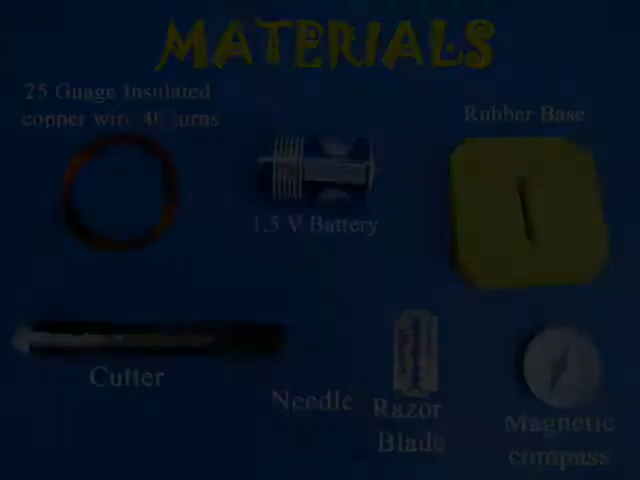 MATERIALS
25 Guage Insulated
copper wire 40 turns
Rubber Base
1.5 V Battery
Cutter
Needle
Razor
Blade
Magnetic
compass